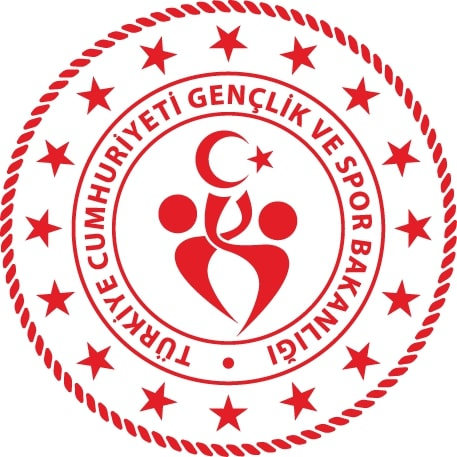 TÜRKİYE CUMHURİYETİ GENÇLİK VE SPOR BAKANLIĞI